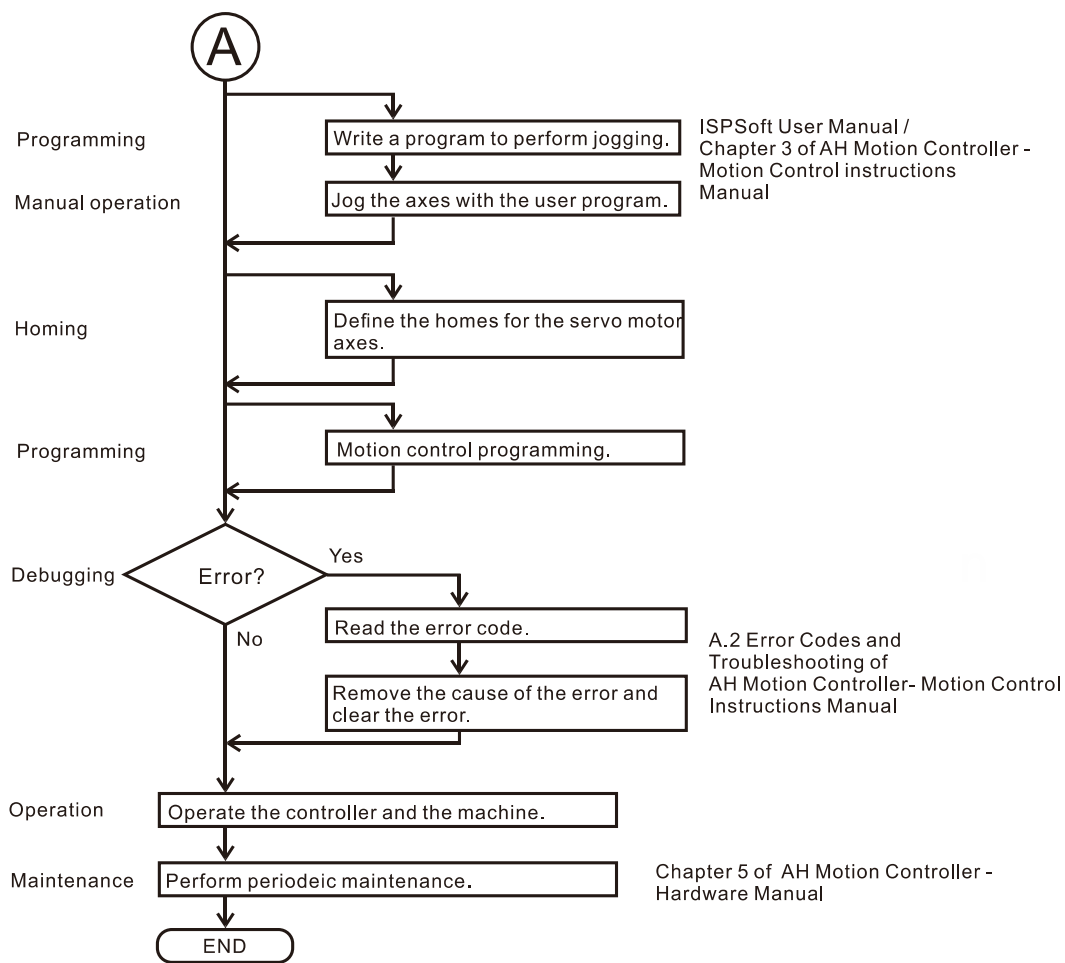 A
Programming
Write a program to perform jogging.
ISPSoft User Manual /
Chapter 3 of AH Motion Controller -
Motion Control instructions
Manual
Manual operation
Jog the axes with the user program.
Homing
Define the homes for the servo motor
axes.
Programming
Motion control programming.
Debugging
Error?
Yes
No
Read the error code.
Remove the cause of the error and
clear the error.
A.2 Error Codes and
Troubleshooting of
AH Motion Controller- Motion Control
Instructions Manual
Operation
Operate the controller and the machine.
Maintenance
Perform periodeic maintenance.
Chapter 5 of AH Motion Controller -
Hardware Manual
END